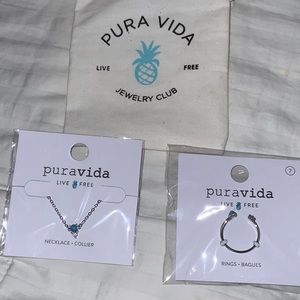 PURA VIDA
LIVE FREE
JEWELRY CLUB
puravida
LIVE FREE
NECKLACE • COLLIER
puravida
LIVE FREE
RINGS • BAGUES
7